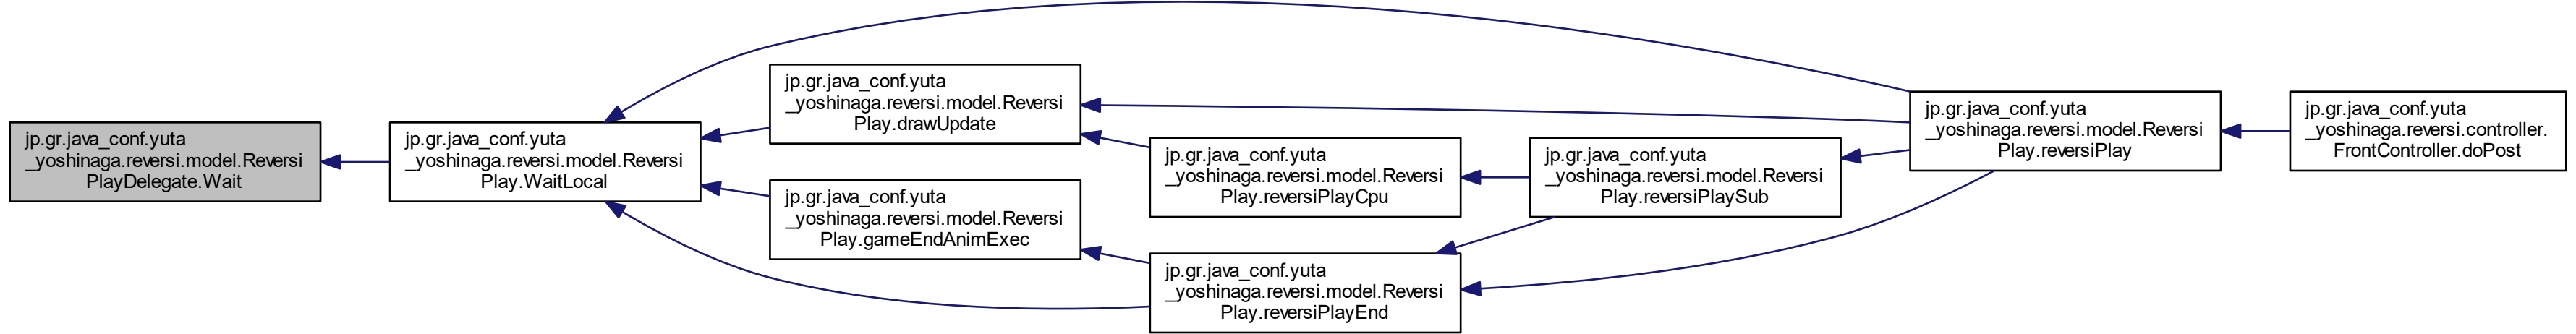 jp.gr.java_conf.yuta
_yoshinaga.reversi.model.Reversi
PlayDelegate.Wait
jp.gr.java_conf.yuta
_yoshinaga.reversi.model.Reversi
Play.WaitLocal
jp.gr.java_conf.yuta
_yoshinaga.reversi.model.Reversi
Play.drawUpdate
jp.gr.java_conf.yuta
_yoshinaga.reversi.model.Reversi
Play.gameEndAnimExec
jp.gr.java_conf.yuta
_yoshinaga.reversi.model.Reversi
Play.reversiPlayCpu
jp.gr.java_conf.yuta
_yoshinaga.reversi.model.Reversi
Play.reversiPlayEnd
jp.gr.java_conf.yuta
_yoshinaga.reversi.model.Reversi
Play.reversiPlaySub
jp.gr.java_conf.yuta
_yoshinaga.reversi.model.Reversi
Play.reversiPlay
jp.gr.java_conf.yuta
_yoshinaga.reversi.controller.
FrontController.doPost